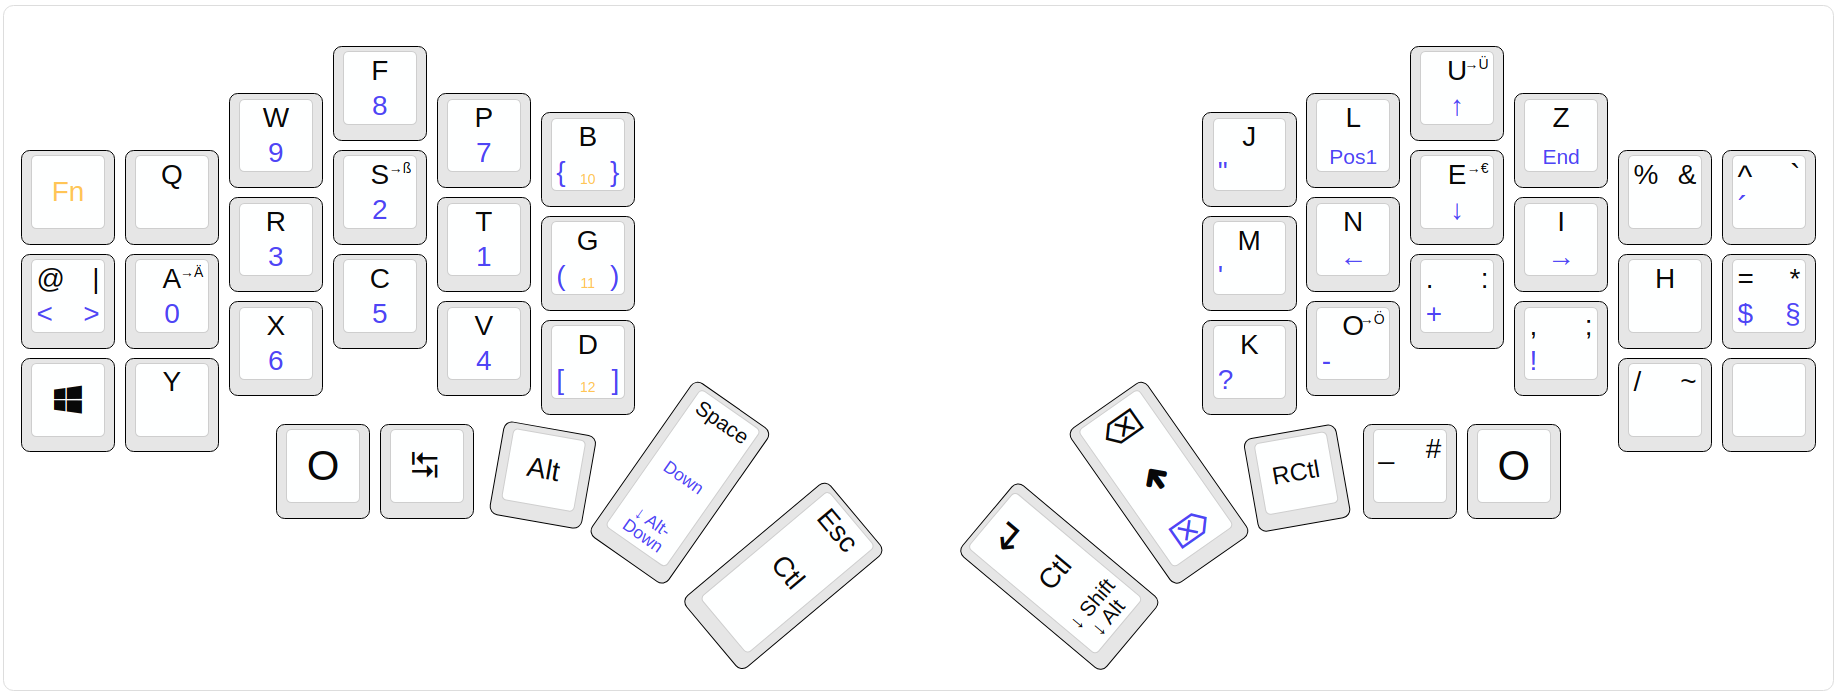 Fn
Q
W
9
F
8
P
7
B
{ 10 }
@ |
< >
A→Ä
0
R
3
S→ß
2
T
1
G
( 11 )
Y
X
6
C
5
V
4
D
[ 12 ]
O
↹
Alt
Space
Down
↓ Alt-
Down
Esc
Ctl
J
"
L
Pos1
U→Ü
↑
Z
End
% &
^ `
´
M
'
N
←
E→€
↓
I
→
H
= *
$ §
K
?
O→Ö
-
. :
+
, ;
!
/ ~
⌫
⌫
Ctl
→ Shift
→ Alt
RCtl
_ #
O